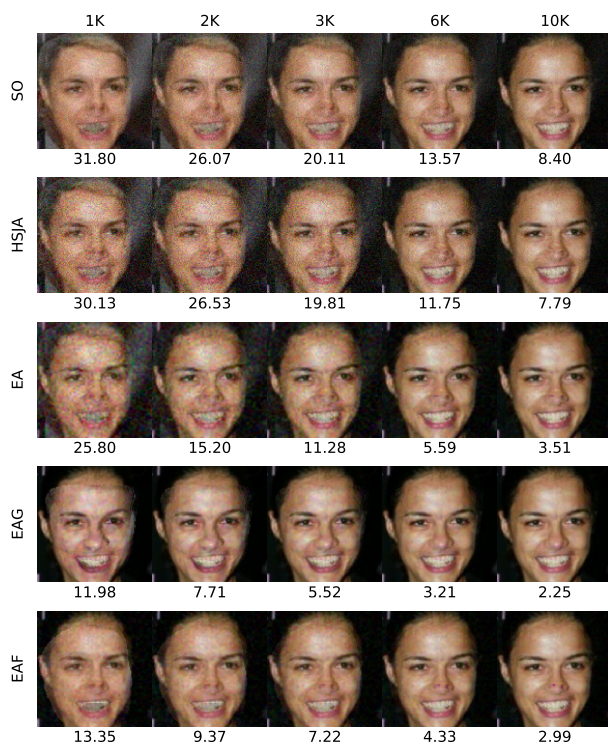 1K 2K 3K 6K 10K
SO
31.80 26.07 20.11 13.57 8.40
HSJA
30.13 26.53 19.81 11.75 7.79
EA
25.80 15.20 11.28 5.59 3.51
EAG
11.98 7.71 5.52 3.21 2.25
EAF
13.35 9.37 7.22 4.33 2.99